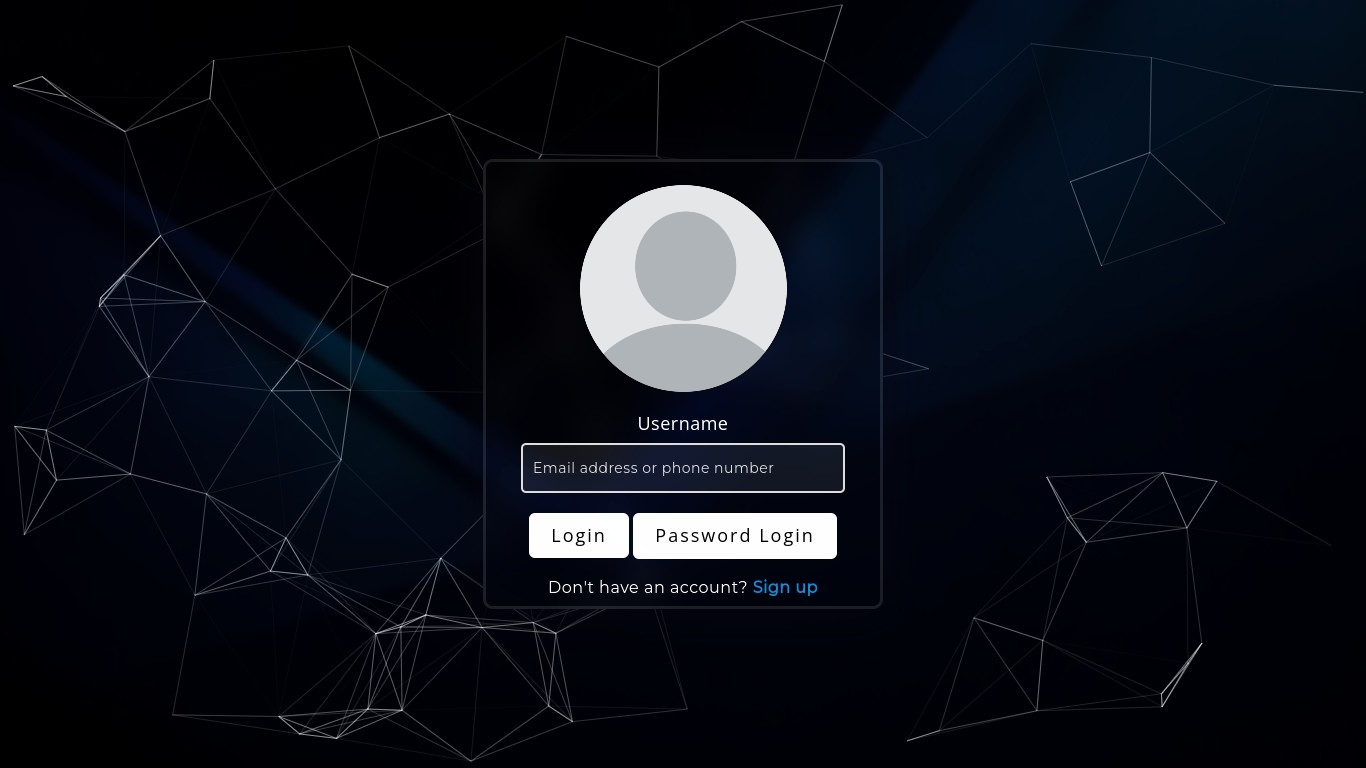 Username
Email address or phone number
Login Password Login
Don't have an account? Sign up